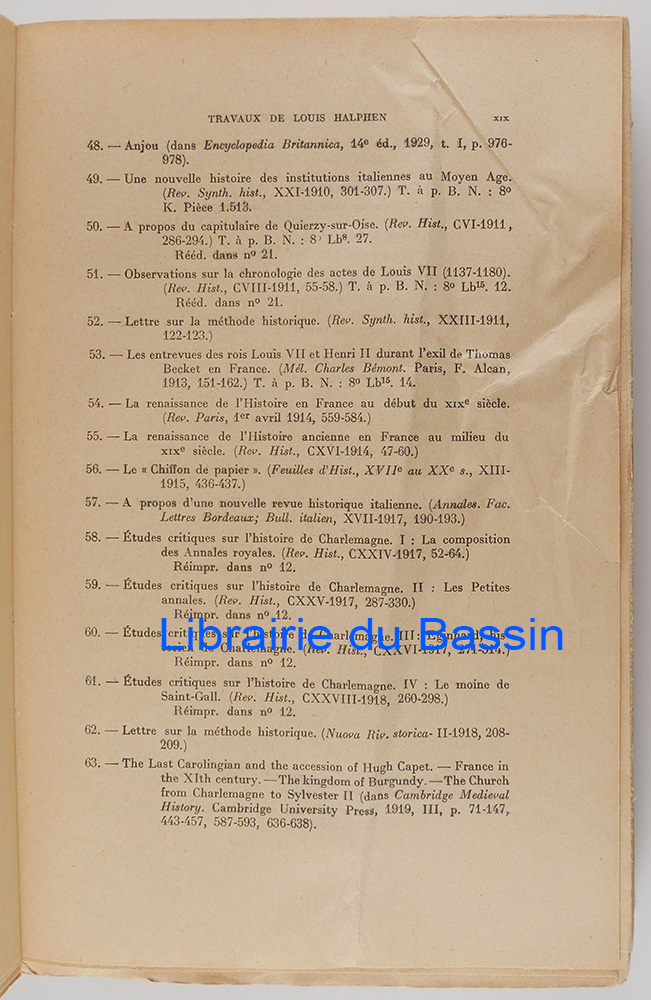 TRAVAUX DE LOUIS HALPHEN XIX
48. — Anjou (dans Encyclopedia Britannica, 14e éd., 1929, t. I, p. 976-
978).
49. — Une nouvelle histoire des institutions italiennes au Moyen Age.
(Rev. Synth. hist., XXI-1910, 301-307.) T. à p. B. N. : 8º
K. Pièce 1.513.
50. — A propos du capitulaire de Quierzy-sur-Oise. (Rev. Hist., CVI-1911,
286-294.) T. à p. B. N. : 8º Lb⁸. 27.
Rééd. dans nº 21.
51. — Observations sur la chronologie des actes de Louis VII (1137-1180).
(Rev. Hist., CVIII-1911, 55-58.) T. à p. B. N. : 8º Lb¹⁵. 12.
Rééd. dans nº 21.
52. — Lettre sur la méthode historique. (Rev. Synth. hist., XXIII-1911,
122-123.)
53. — Les entrevues des rois Louis VII et Henri II durant l'exil de Thomas
Becket en France. (Mél. Charles Bémont. Paris, F. Alcan,
1913, 151-162.) T. à p. B. N. : 8º Lb¹⁵. 14.
54. — La renaissance de l'Histoire en France au début du XIXe siècle.
(Rev. Paris, 1er avril 1914, 559-584.)
55. — La renaissance de l'Histoire ancienne en France au milieu du
XIXe siècle. (Rev. Hist., CXVI-1914, 47-60.)
56. — Le « Chiffon de papier ». (Feuilles d'Hist., XVIIe au XXe s., XIII-
1915, 436-437.)
57. — A propos d'une nouvelle revue historique italienne. (Annales. Fac.
Lettres Bordeaux; Bull. italien, XVII-1917, 190-193.)
58. — Études critiques sur l'histoire de Charlemagne. I : La composition
des Annales royales. (Rev. Hist., CXXIV-1917, 52-64.)
Réimpr. dans nº 12.
59. — Études critiques sur l'histoire de Charlemagne. II : Les Petites
annales. (Rev. Hist., CXXV-1917, 287-330.)
Réimpr. dans nº 12.
60. — Études critiques sur l'histoire de Charlemagne. III : Eginhard, his-
torien de Charlemagne. (Rev. Hist., CXXVI-1917, 271-314.)
Librairie du Bassin
Réimpr. dans nº 12.
61. — Études critiques sur l'histoire de Charlemagne. IV : Le moine de
Saint-Gall. (Rev. Hist., CXXVIII-1918, 260-298.)
Réimpr. dans nº 12.
62. — Lettre sur la méthode historique. (Nuova Riv. storica- II-1918, 208-
209.)
63. — The Last Carolingian and the accession of Hugh Capet. — France in
the XIth century. — The kingdom of Burgundy. — The Church
from Charlemagne to Sylvester II (dans Cambridge Medieval
History. Cambridge University Press, 1919, III, p. 71-147,
443-457, 587-593, 636-638).